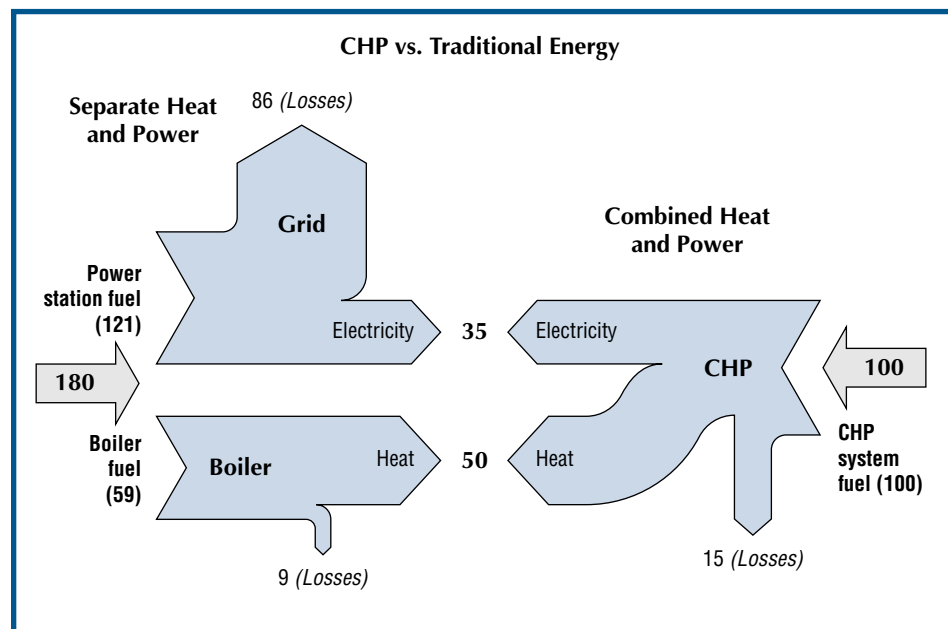 CHP vs. Traditional Energy
Separate Heat
and Power
86 (Losses)
Grid
Power
station fuel
(121)
Electricity
180
Boiler
fuel
(59)
Boiler
Heat
9 (Losses)
35
50
Combined Heat
and Power
Electricity
CHP
Heat
100
CHP
system
fuel (100)
15 (Losses)